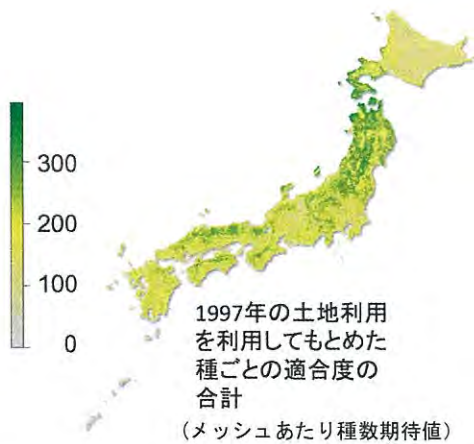 300
200
100
0
1997年の土地利用
を利用してもとめた
種ごとの適合度の
合計
(メッシュあたり種数期待値)